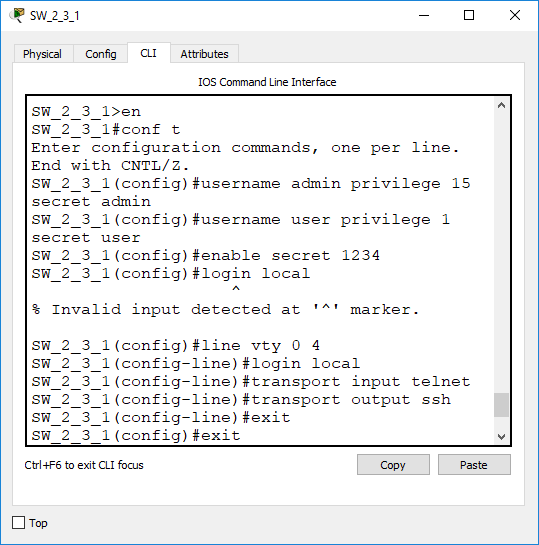 SW_2_3_1
Physical Config CLI Attributes
IOS Command Line Interface
SW_2_3_1>en
SW_2_3_1#conf t
Enter configuration commands, one per line.
End with CNTL/Z.
SW_2_3_1(config)#username admin privilege 15
secret admin
SW_2_3_1(config)#username user privilege 1
secret user
SW_2_3_1(config)#enable secret 1234
SW_2_3_1(config)#login local
^
% Invalid input detected at '^' marker.
SW_2_3_1(config)#line vty 0 4
SW_2_3_1(config-line)#login local
SW_2_3_1(config-line)#transport input telnet
SW_2_3_1(config-line)#transport output ssh
SW_2_3_1(config-line)#exit
SW_2_3_1(config)#exit
Ctrl+F6 to exit CLI focus
Copy Paste
Top